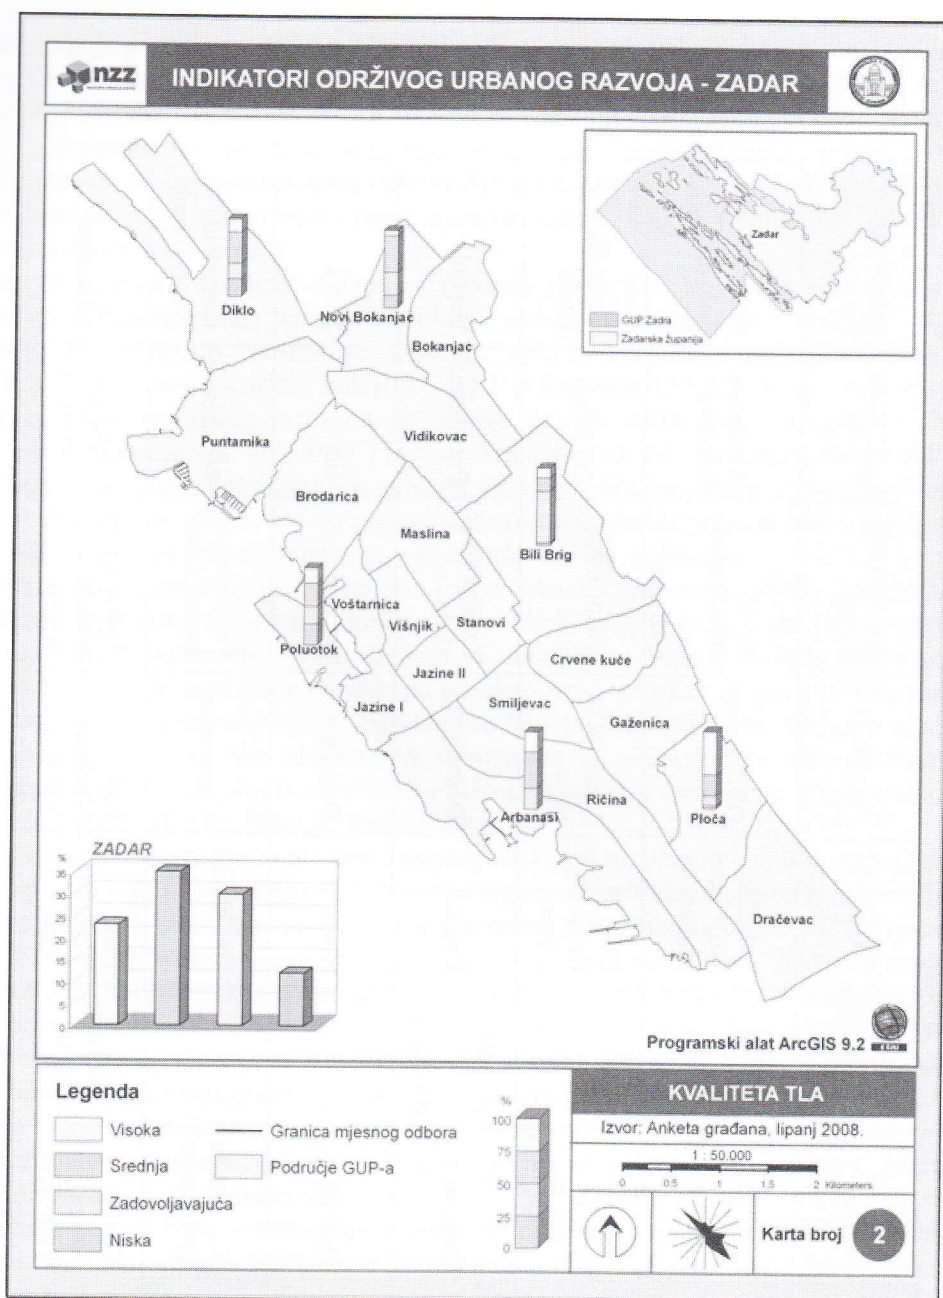 nzz
INDIKATORI ODRŽIVOG URBANOG RAZVOJA - ZADAR
Zadar
GUP Zadra
Zadarska županija
Diklo
Novi Bokanjac
Bokanjac
Puntamika
Vidikovac
Brodarica
Maslina
Bili Brig
Voštarnica
Višnjik
Stanovi
Poluotok
Crvene kuće
Jazine II
Jazine I
Smiljevac
Gaženica
Ričina
Arbanasi
Ploča
Dračevac
ZADAR
%
35
30
25
20
15
10
5
0
Programski alat ArcGIS 9.2
Legenda
Visoka
Srednja
Zadovoljavajuća
Niska
Granica mjesnog odbora
Područje GUP-a
%
100
75
50
25
0
KVALITETA TLA
Izvor: Anketa građana, lipanj 2008.
1 : 50.000
0 0.5 1 1.5 2 Kilometers
Karta broj 2